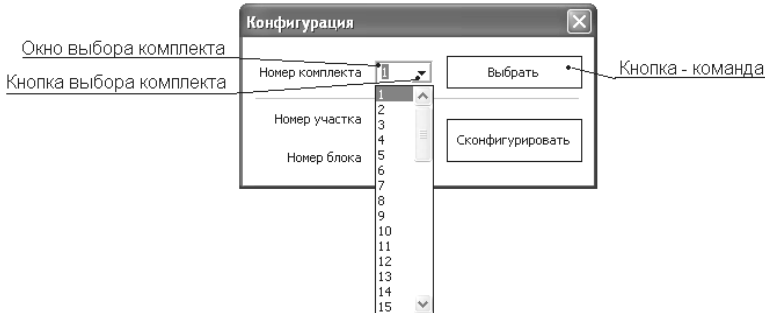 Конфигурация
Окно выбора комплекта
Кнопка выбора комплекта
Номер комплекта
1
Выбрать
Кнопка - команда
Номер участка
Номер блока
Сконфигурировать
1
2
3
4
5
6
7
8
9
10
11
12
13
14
15